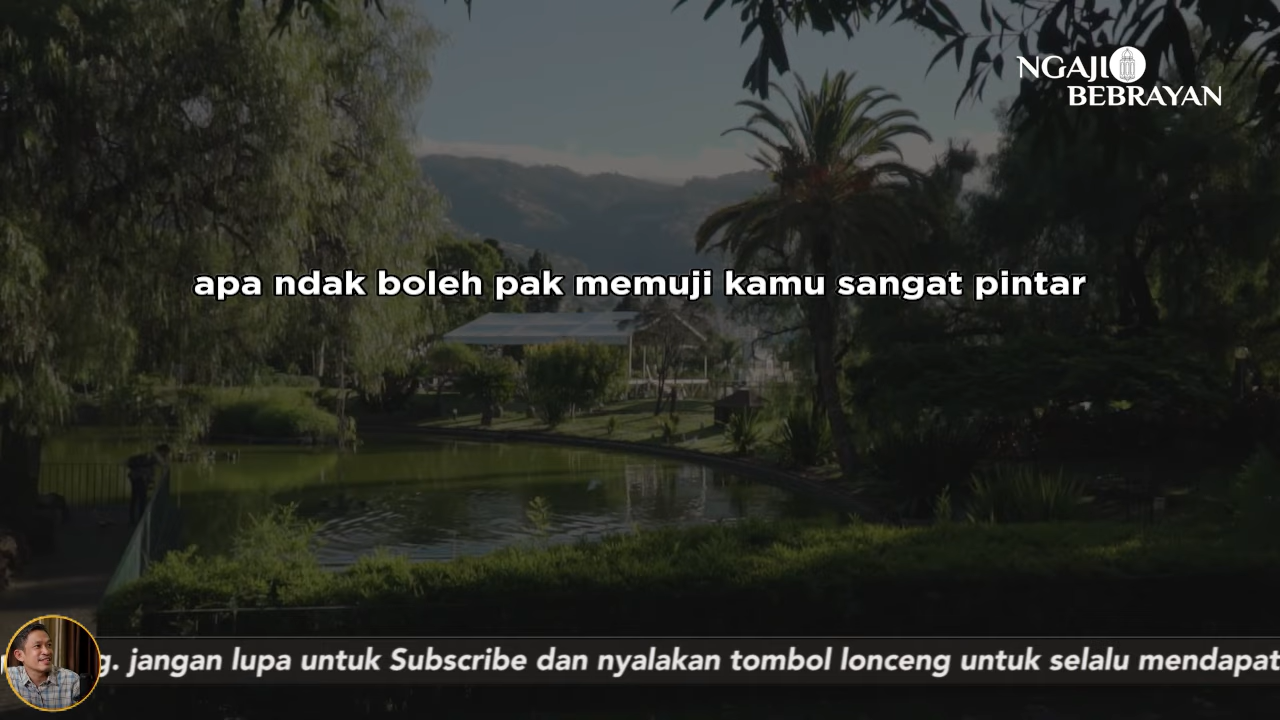 NGAJI
BEBRAYAN
apa ndak boleh pak memuji kamu sangat pintar
g. jangan lupa untuk Subscribe dan nyalakan tombol lonceng untuk selalu mendapat